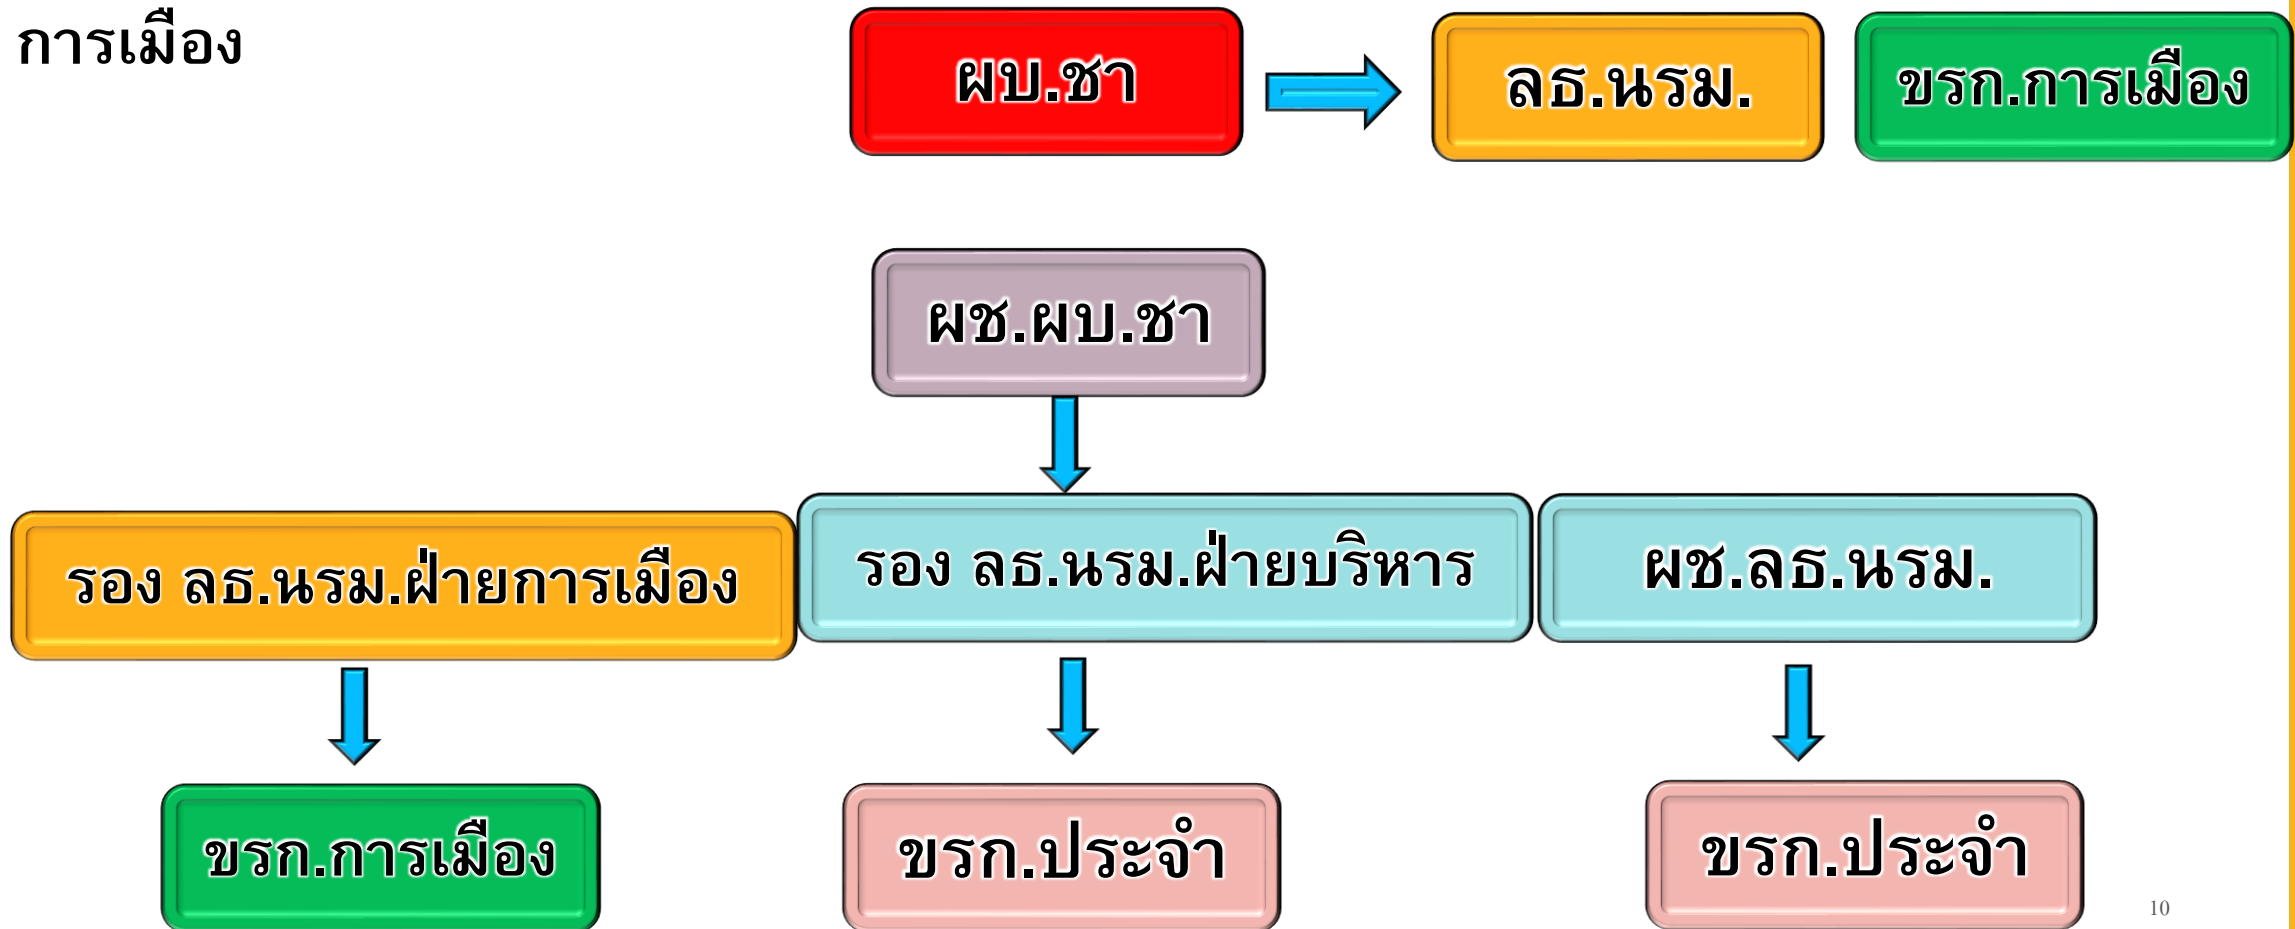 การเมือง
ผบ.ชา
ลธ.นรม.
ขรก.การเมือง
ผช.ผบ.ชา
รอง ลธ.นรม.ฝ่ายการเมือง
รอง ลธ.นรม.ฝ่ายบริหาร
ผช.ลธ.นรม.
ขรก.การเมือง
ขรก.ประจำ
ขรก.ประจำ
10